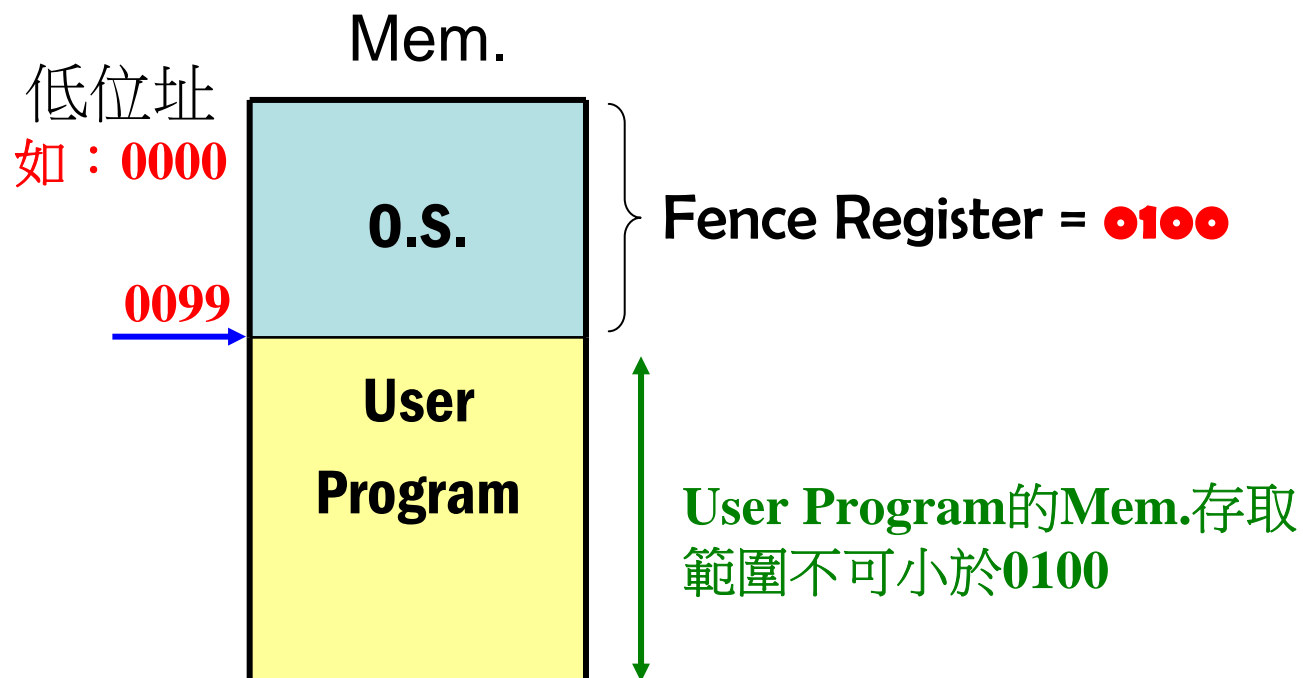 Mem.
低位址
如：0000
O.S.
Fence Register = 0100
0099
User
Program
User Program的Mem.存取
範圍不可小於0100